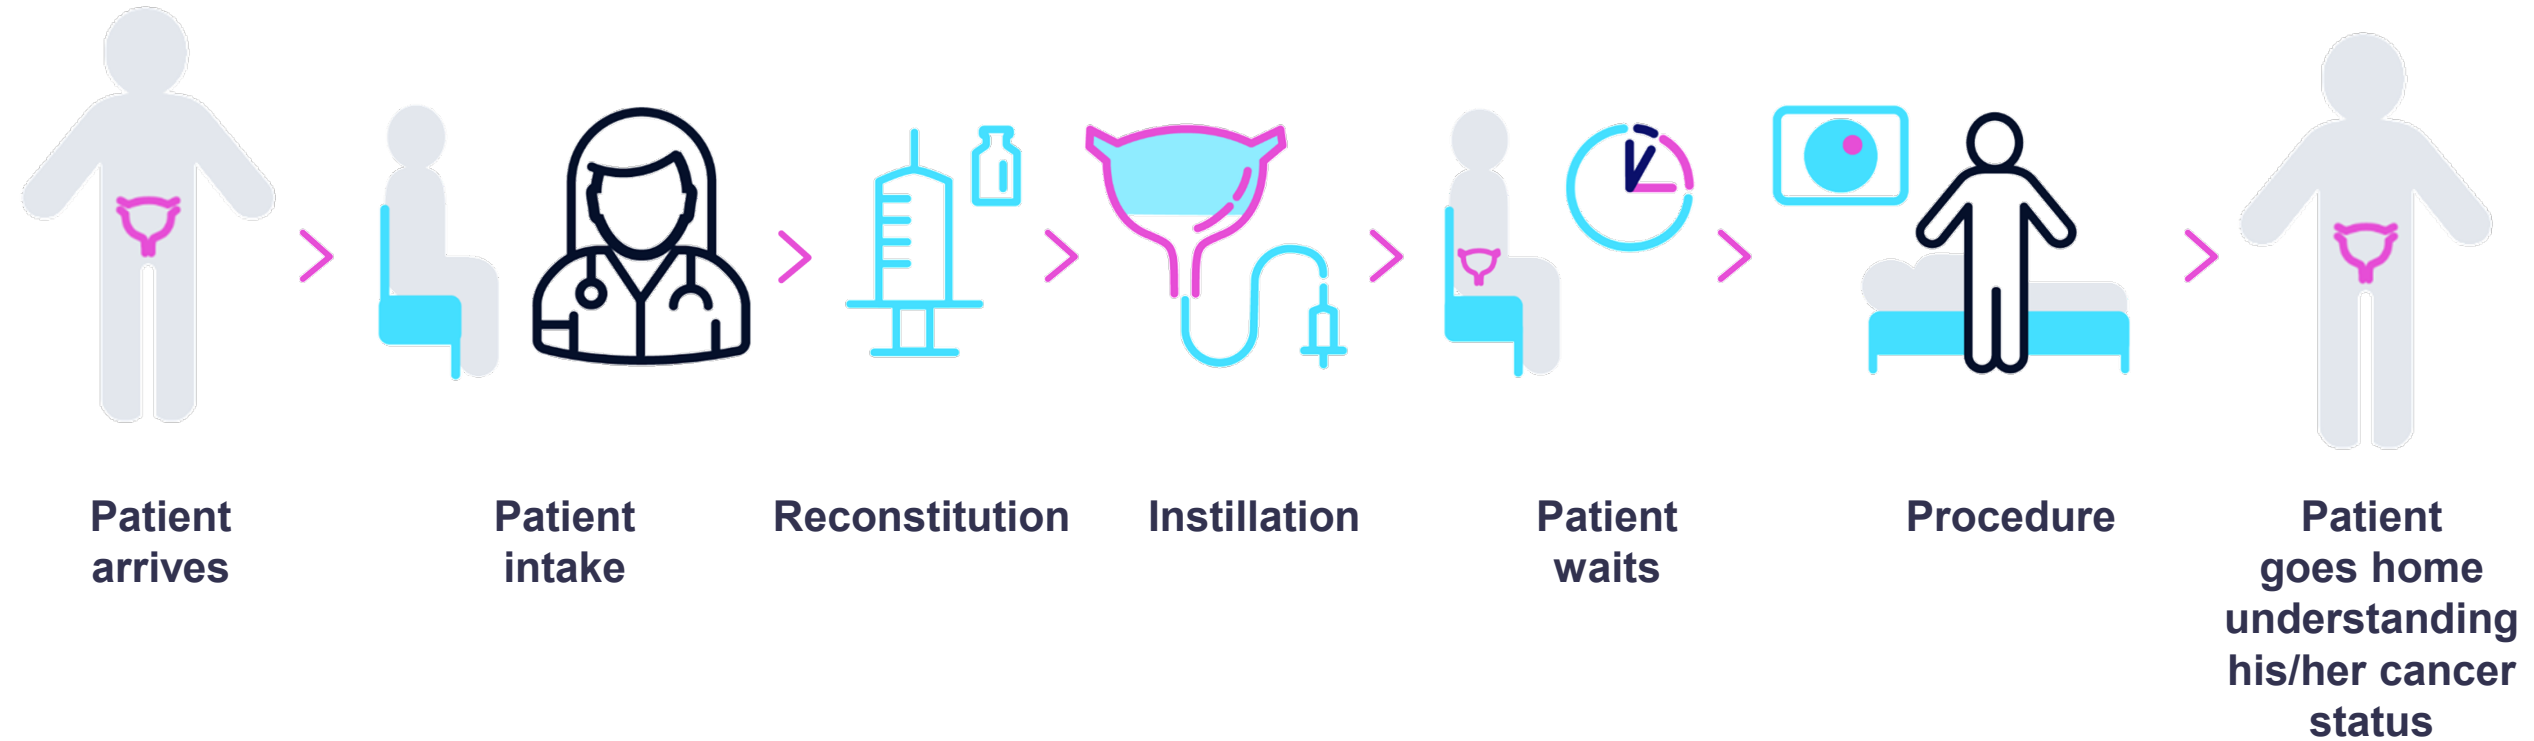 Patient
arrives
Patient
intake
Reconstitution
Instillation
Patient
waits
Procedure
Patient
goes home
understanding
his/her cancer
status